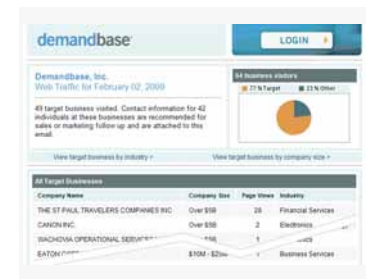 demandbase
LOGIN
Demandbase, Inc.
Web Traffic for February 02, 2009
49 target business visited. Contact information for 42
individuals at these businesses are recommended for
sales or marketing follow up and are attached to this
email.
64 business visitors
77 % Target 23 % Other
View target business by industry » View target business by company size »
All Target Businesses
Company Name Company Size Page Views Industry
THE ST PAUL TRAVELERS COMPANIES INC Over $5B 28 Financial Services
CANON INC. Over $5B 2 Electronics
WACHOVIA OPERATIONAL 1
EATON $10M - 1 Business Services